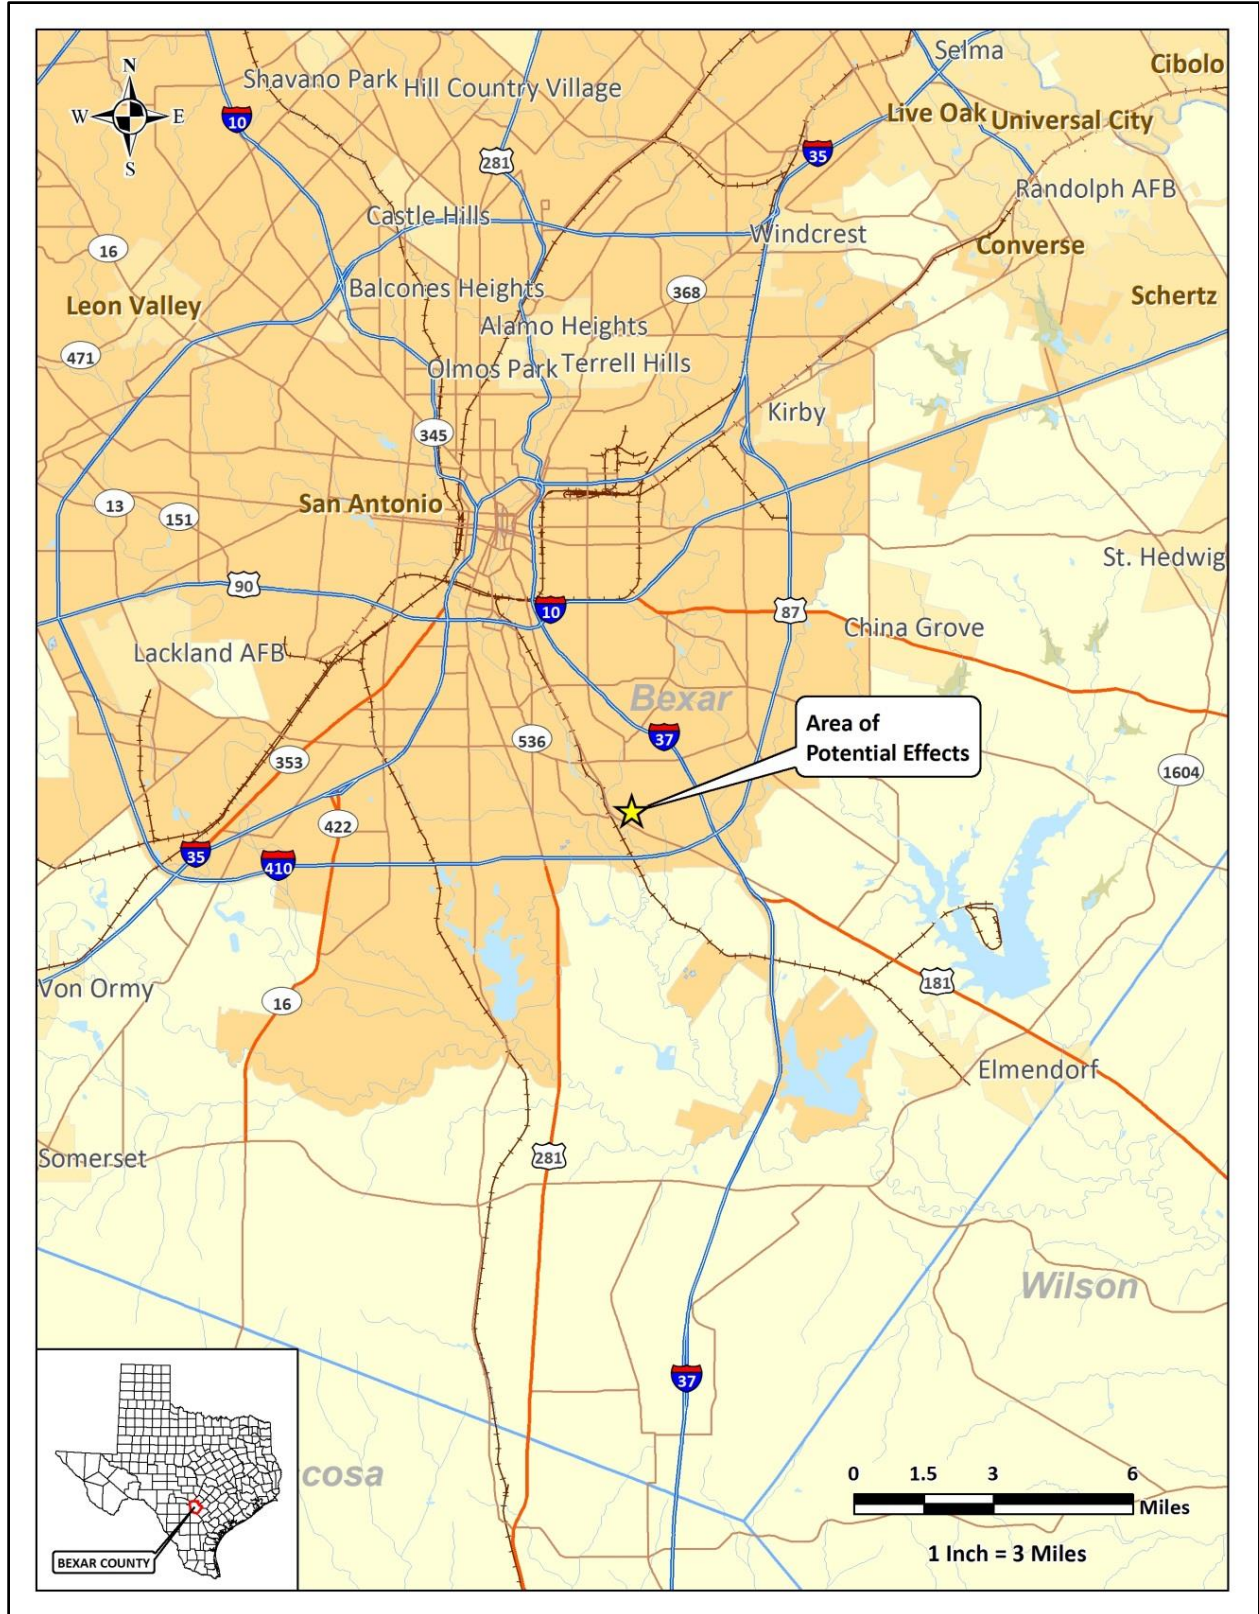 Selma
Cibolo
N
Shavano Park
Hill Country Village
W
E
10
Live Oak
Universal City
S
281
35
Randolph AFB
Castle Hills
16
Windcrest
Converse
Balcones Heights
368
Schertz
Leon Valley
Alamo Heights
471
Olmos Park
Terrell Hills
Kirby
345
San Antonio
13
151
St. Hedwig
90
10
87
China Grove
Lackland AFB
Bexar
Area of
Potential Effects
536
37
353
1604
422
35
410
Von Ormy
181
16
Elmendorf
Somerset
281
Wilson
37
cosa
0 1.5 3 6
Miles
1 Inch = 3 Miles
BEXAR COUNTY